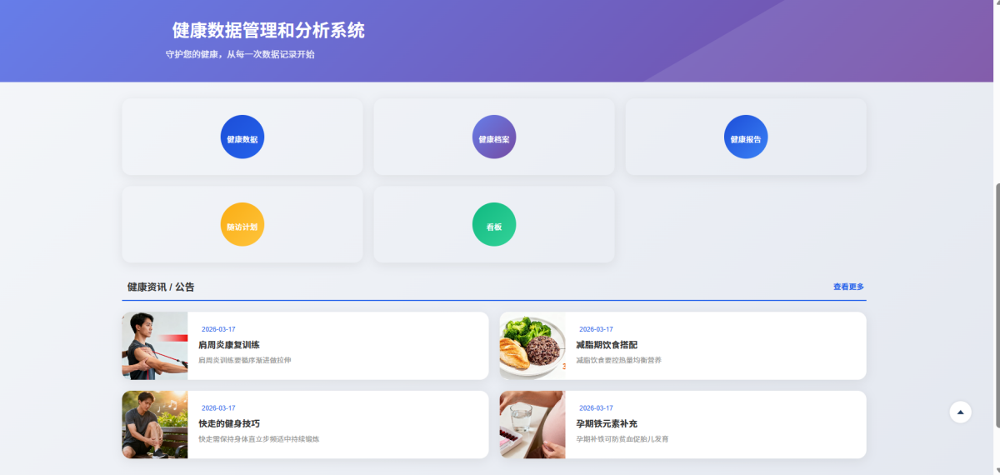 健康数据管理和分析系统
守护您的健康，从每一次数据记录开始
健康数据
健康档案
健康报告
随访计划
看板
健康资讯 / 公告
查看更多
2026-03-17
肩周炎康复训练
肩周炎训练要循序渐进做拉伸
2026-03-17
减脂期饮食搭配
减脂饮食要控热量均衡营养
2026-03-17
快走的健身技巧
快走需保持身体直立步频适中持续锻炼
2026-03-17
孕期铁元素补充
孕期补铁可防贫血促胎儿发育